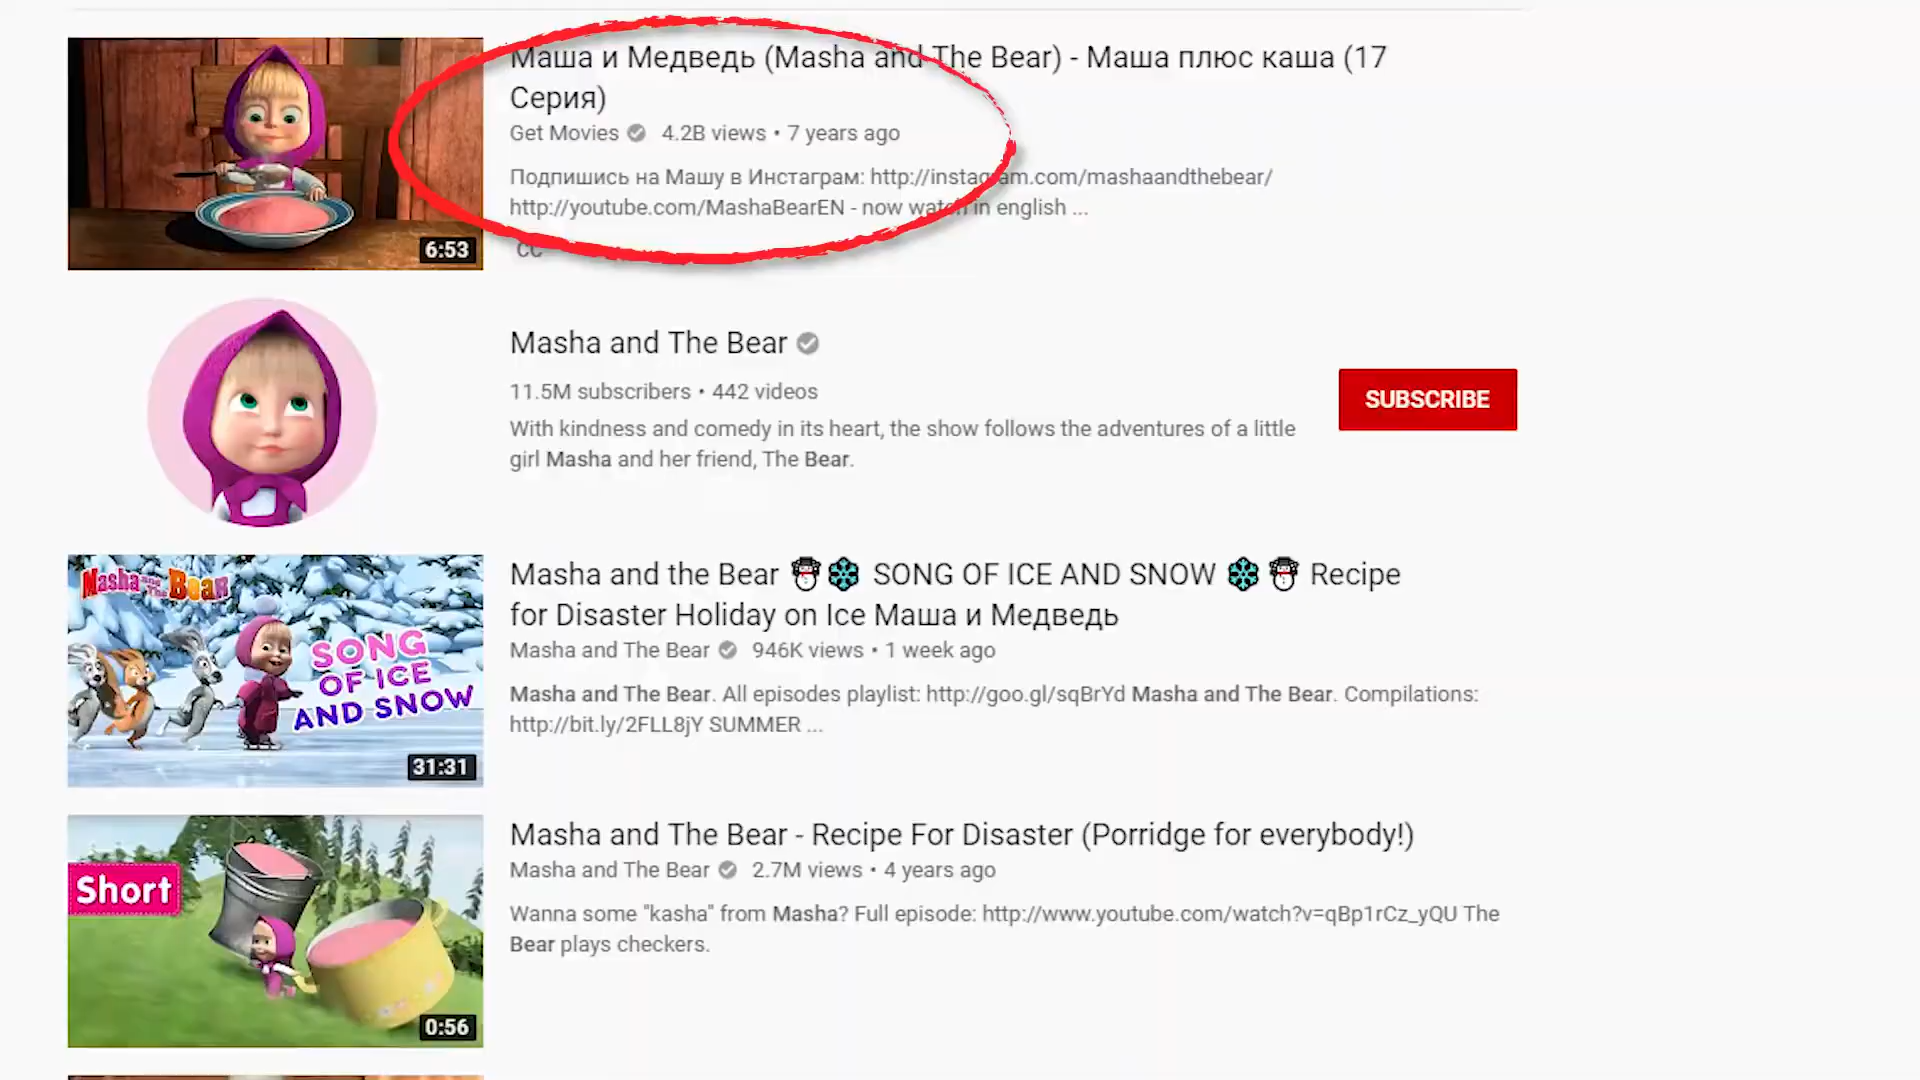 Маша и Медведь (Masha and The Bear) - Маша плюс каша (17
Серия)
Get Movies 4.2B views • 7 years ago
Подпишись на Машу в Инстаграм: http://instagram.com/mashaandthebear/
http://youtube.com/MashaBearEN - now watch in english ...
CC
6:53
Masha and The Bear
11.5M subscribers • 442 videos
With kindness and comedy in its heart, the show follows the adventures of a little
girl Masha and her friend, The Bear.
SUBSCRIBE
Masha and the Bear
SONG
OF ICE
AND SNOW
31:31
Masha and the Bear ☃❄ SONG OF ICE AND SNOW ❄☃ Recipe
for Disaster Holiday on Ice Маша и Медведь
Masha and The Bear 946K views • 1 week ago
Masha and The Bear. All episodes playlist: http://goo.gl/sqBrYd Masha and The Bear. Compilations:
http://bit.ly/2FLL8jY SUMMER ...
Short
0:56
Masha and The Bear - Recipe For Disaster (Porridge for everybody!)
Masha and The Bear 2.7M views • 4 years ago
Wanna some "kasha" from Masha? Full episode: http://www.youtube.com/watch?v=qBp1rCz_yQU The
Bear plays checkers.